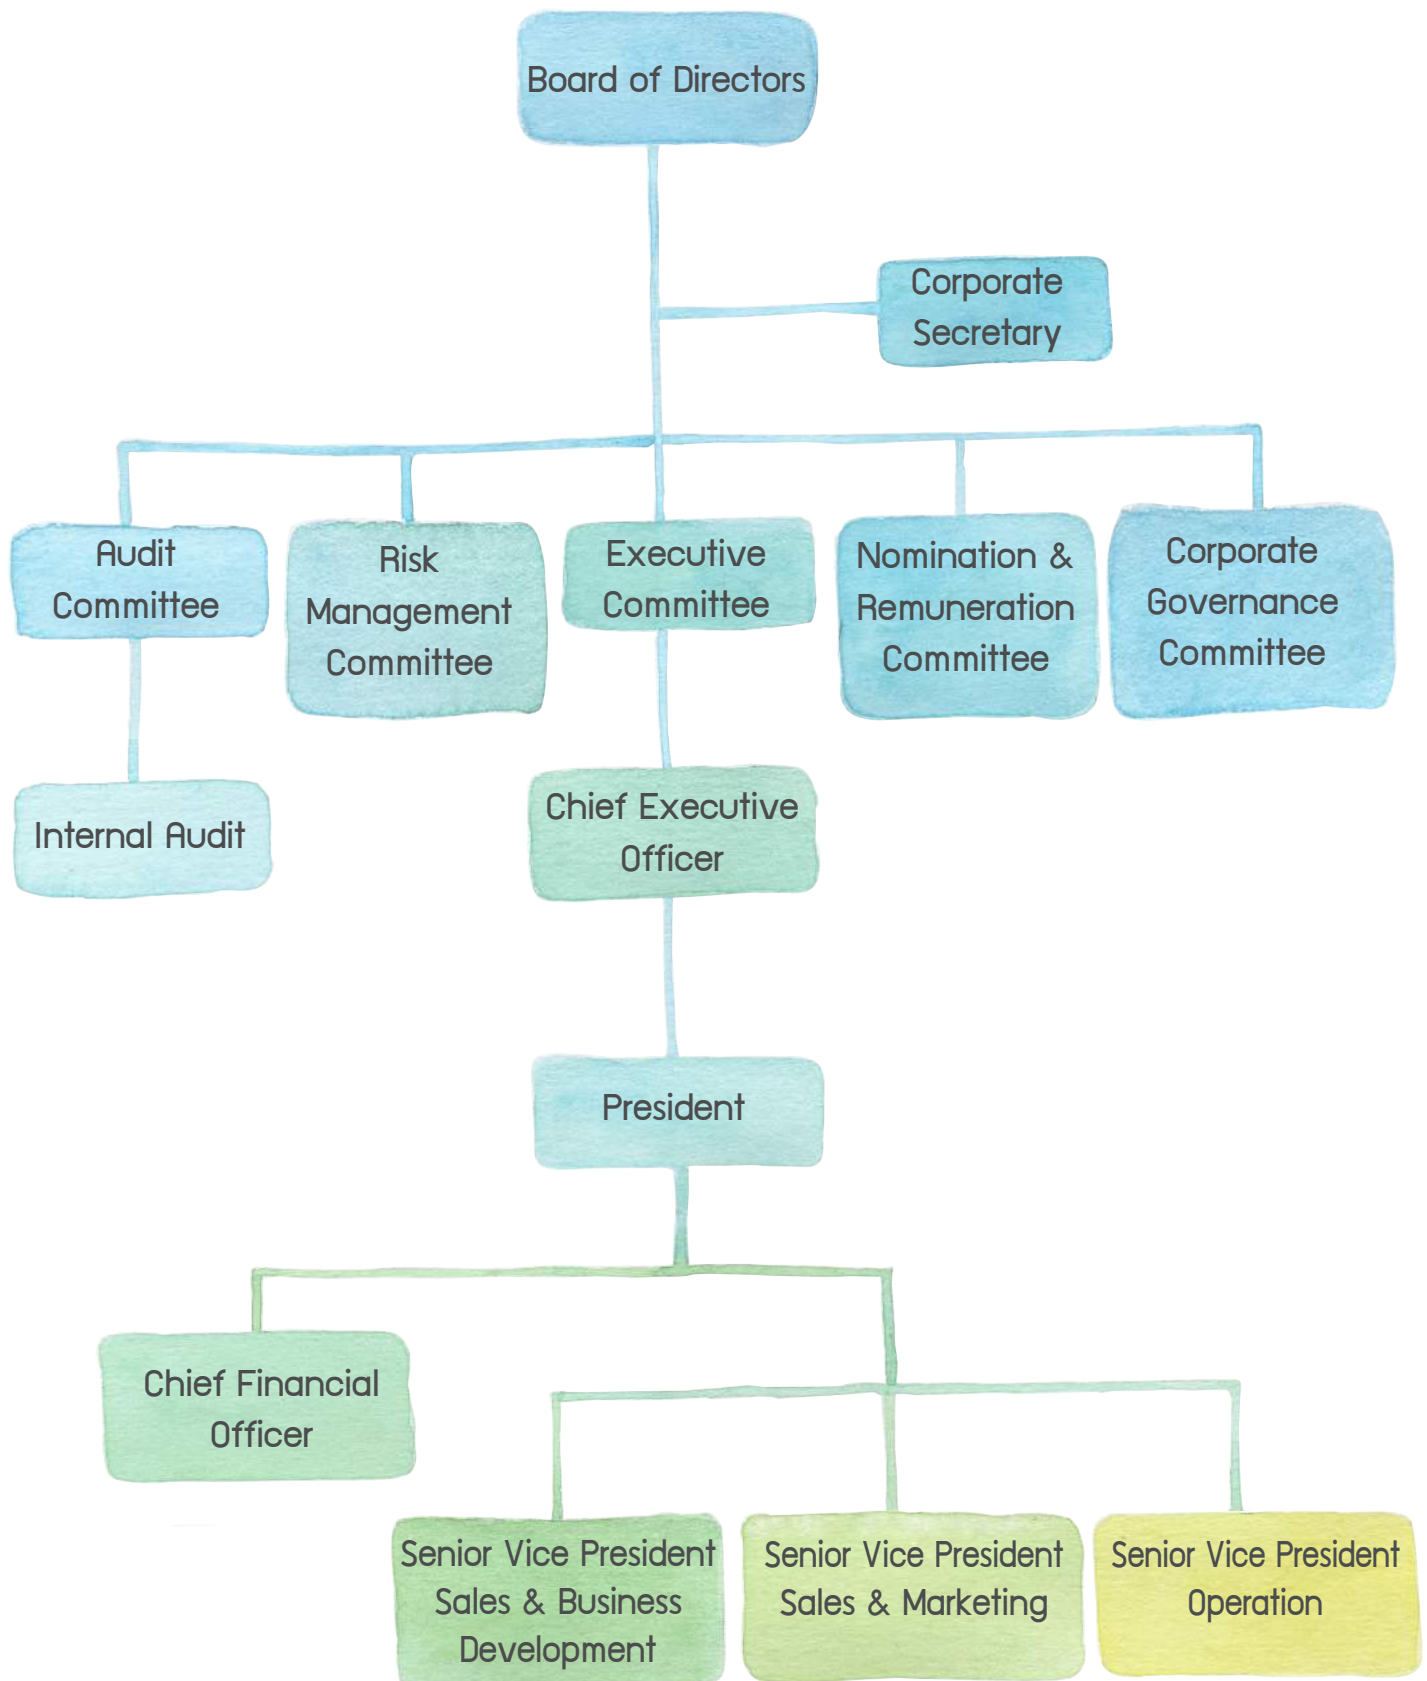 Board of Directors
Corporate
Secretary
Audit
Committee
Risk
Management
Committee
Executive
Committee
Nomination &
Remuneration
Committee
Corporate
Governance
Committee
Internal Audit
Chief Executive
Officer
President
Chief Financial
Officer
Senior Vice President
Sales & Business
Development
Senior Vice President
Sales & Marketing
Senior Vice President
Operation